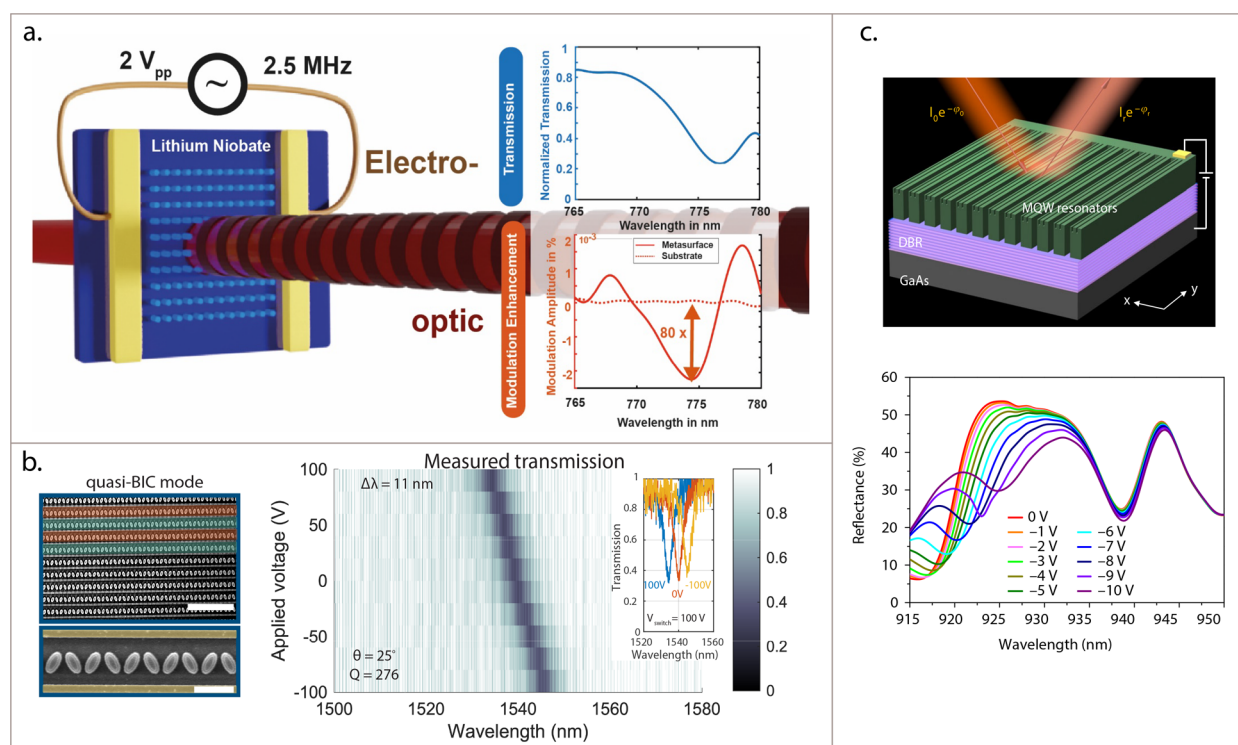 a.
2 Vpp
~
2.5 MHz
Lithium Niobate
Electro-
optic
Transmission
Normalized Transmission
1
0.8
0.6
0.4
0.2
0
765 770 775 780
Wavelength in nm
Modulation Enhancement
Modulation Amplitude in %
10-3
2
1
0
-1
-2
Metasurface
Substrate
80 x
765 770 775 780
Wavelength in nm
b.
quasi-BIC mode
Measured transmission
Δλ = 11 nm
Applied voltage (V)
100
50
0
-50
-100
θ = 25°
Q = 276
1500 1520 1540 1560 1580
Wavelength (nm)
Transmission
1
0.8
0.6
0.4
0.2
0
100V
0V
-100V
Vswitch = 100 V
1520 1540 1560
Wavelength (nm)
1
0.8
0.6
0.4
0.2
0
c.
I0e−φ0
Ire−φr
MQW resonators
DBR
GaAs
x
y
Reflectance (%)
60
50
40
30
20
10
0
0 V
−1 V
−2 V
−3 V
−4 V
−5 V
−6 V
−7 V
−8 V
−9 V
−10 V
915 920 925 930 935 940 945 950
Wavelength (nm)